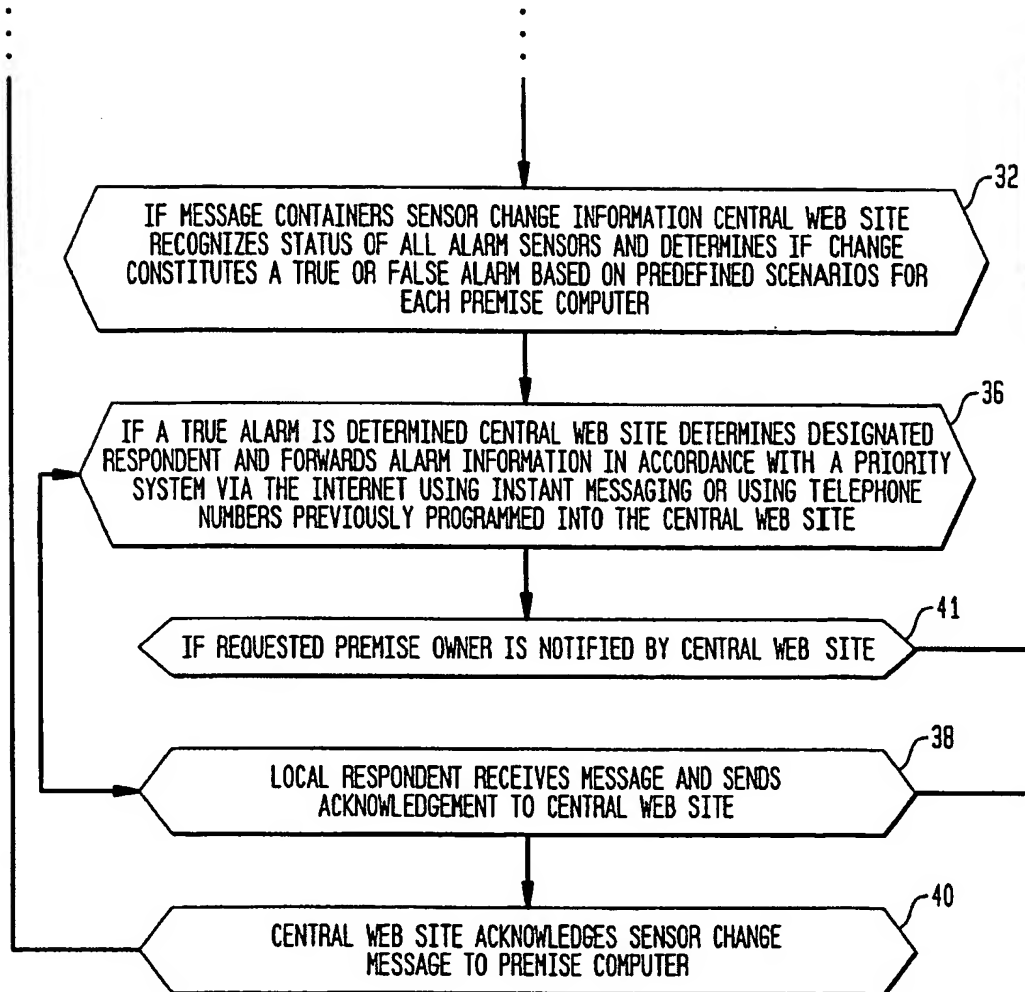 32
IF MESSAGE CONTAINERS SENSOR CHANGE INFORMATION CENTRAL WEB SITE
RECOGNIZES STATUS OF ALL ALARM SENSORS AND DETERMINES IF CHANGE
CONSTITUTES A TRUE OR FALSE ALARM BASED ON PREDEFINED SCENARIOS FOR
EACH PREMISE COMPUTER
36
IF A TRUE ALARM IS DETERMINED CENTRAL WEB SITE DETERMINES DESIGNATED
RESPONDENT AND FORWARDS ALARM INFORMATION IN ACCORDANCE WITH A PRIORITY
SYSTEM VIA THE INTERNET USING INSTANT MESSAGING OR USING TELEPHONE
NUMBERS PREVIOUSLY PROGRAMMED INTO THE CENTRAL WEB SITE
41
IF REQUESTED PREMISE OWNER IS NOTIFIED BY CENTRAL WEB SITE
38
LOCAL RESPONDENT RECEIVES MESSAGE AND SENDS
ACKNOWLEDGEMENT TO CENTRAL WEB SITE
40
CENTRAL WEB SITE ACKNOWLEDGES SENSOR CHANGE
MESSAGE TO PREMISE COMPUTER